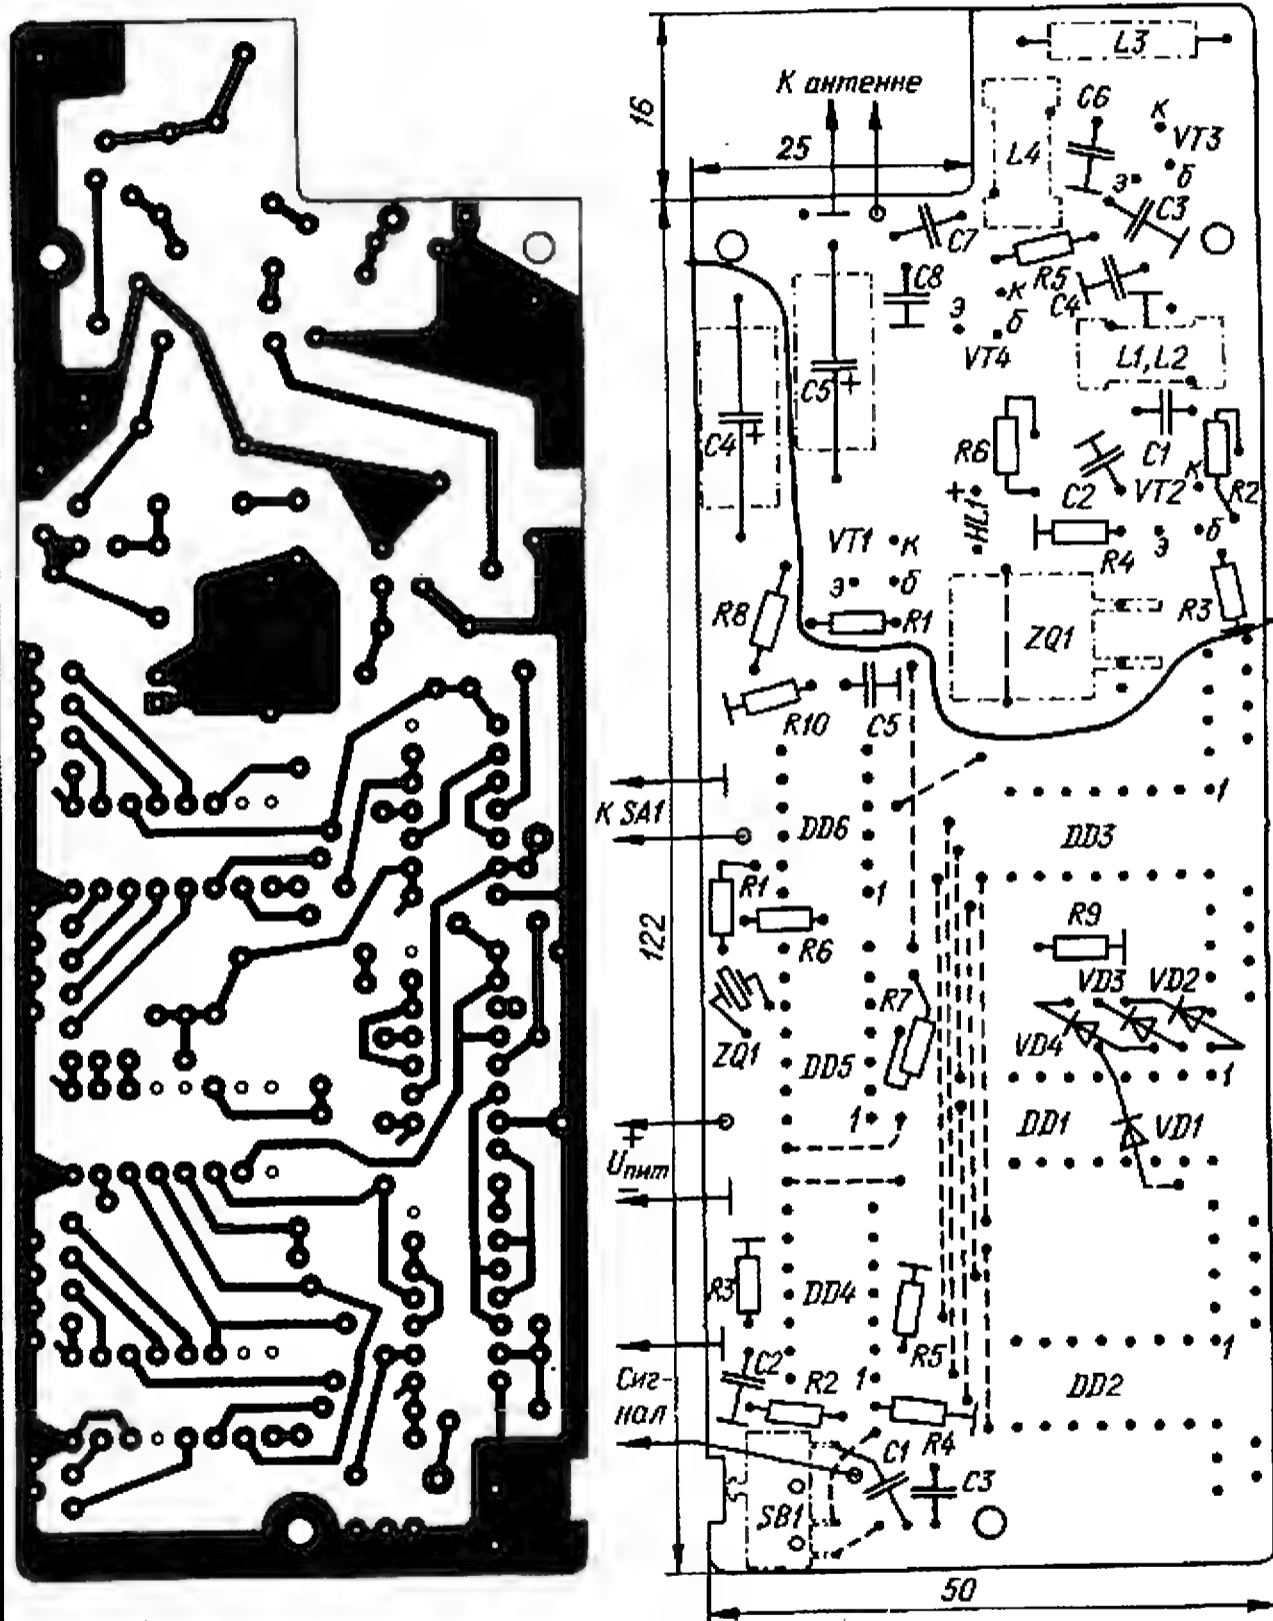 L3
16
К антенне
C6
К
VT3
25
L4
э
б
C3
C7
R5
C8
К
C4
э
б
VT4
L1, L2
C5
+
C4
+
R6
C1
C2
К
VT2
R2
+
HL1
VT1
К
R4
э
б
э
б
R8
R1
ZQ1
R3
R10
C5
К SA1
DD6
1
DD3
R1
1
R9
122
R6
VD3
VD2
R7
VD4
ZQ1
DD5
1
1
DD1
VD1
+
Uпит
−
R3
DD4
R5
1
C2
R2
1
DD2
Сиг-
нал
R4
C1
C3
SB1
50